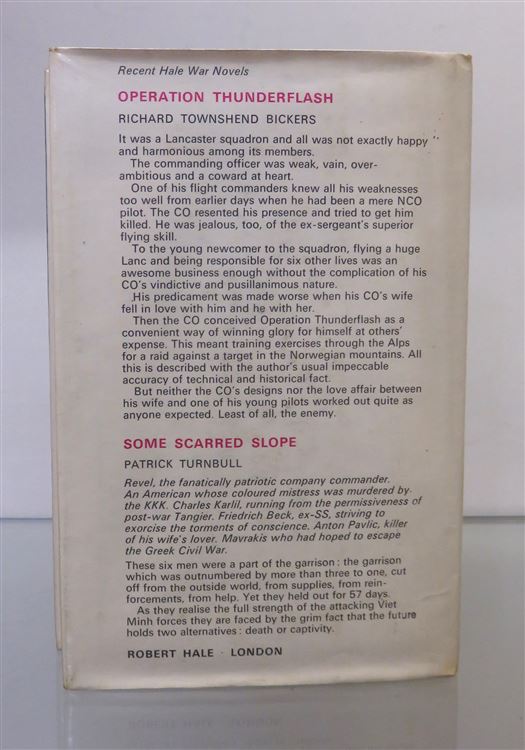 Recent Hale War Novels
OPERATION THUNDERFLASH
RICHARD TOWNSHEND BICKERS
It was a Lancaster squadron and all was not exactly happy
and harmonious among its members.
The commanding officer was weak, vain, over-
ambitious and a coward at heart.
One of his flight commanders knew all his weaknesses
too well from earlier days when he had been a mere NCO
pilot. The CO resented his presence and tried to get him
killed. He was jealous, too, of the ex-sergeant's superior
flying skill.
To the young newcomer to the squadron, flying a huge
Lanc and being responsible for six other lives was an
awesome business enough without the complication of his
CO's vindictive and pusillanimous nature.
His predicament was made worse when his CO's wife
fell in love with him and he with her.
Then the CO conceived Operation Thunderflash as a
convenient way of winning glory for himself at others'
expense. This meant training exercises through the Alps
for a raid against a target in the Norwegian mountains. All
this is described with the author's usual impeccable
accuracy of technical and historical fact.
But neither the CO's designs nor the love affair between
his wife and one of his young pilots worked out quite as
anyone expected. Least of all, the enemy.
SOME SCARRED SLOPE
PATRICK TURNBULL
Revel, the fanatically patriotic company commander.
An American whose coloured mistress was murdered by
the KKK. Charles Karlil, running from the permissiveness of
post-war Tangier. Friedrich Beck, ex-SS, striving to
exorcise the torments of conscience. Anton Pavlic, killer
of his wife's lover. Mavrakis who had hoped to escape
the Greek Civil War.
These six men were a part of the garrison: the garrison
which was outnumbered by more than three to one, cut
off from the outside world, from supplies, from rein-
forcements, from help. Yet they held out for 57 days.
As they realise the full strength of the attacking Viet
Minh forces they are faced by the grim fact that the future
holds two alternatives: death or captivity.
ROBERT HALE · LONDON